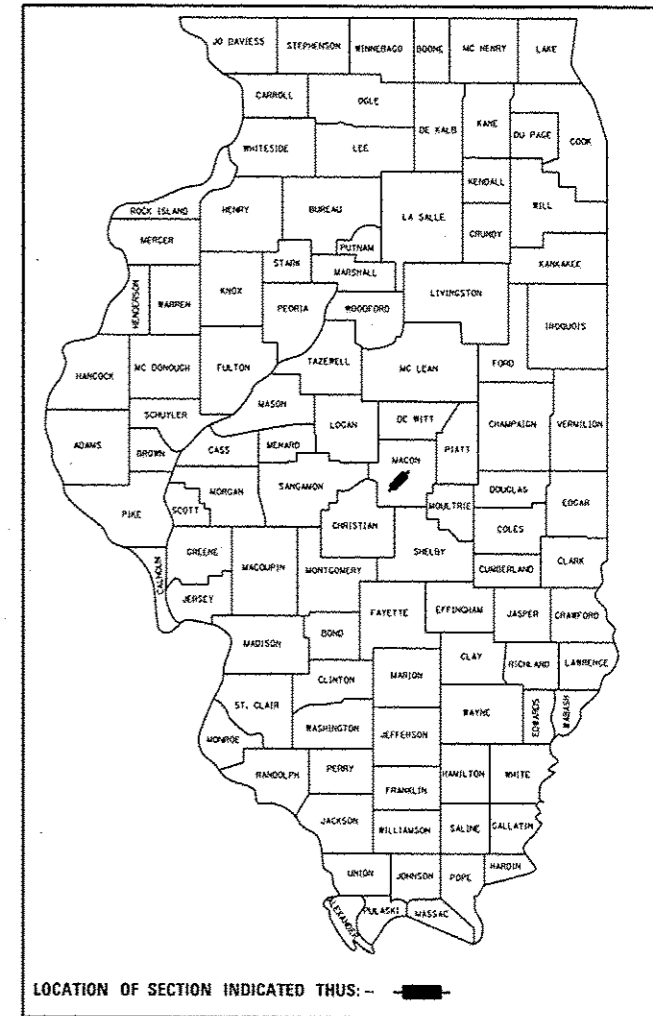 JO DAVIESS
STEPHENSON
WINNEBAGO
BOONE
MC HENRY
LAKE
CARROLL
OGLE
DE KALB
KANE
DU PAGE
COOK
WHITESIDE
LEE
KENDALL
WILL
ROCK ISLAND
HENRY
BUREAU
LA SALLE
GRUNDY
MERCER
PUTNAM
STARK
MARSHALL
KANKAKEE
HENDERSON
WARREN
KNOX
PEORIA
WOODFORD
LIVINGSTON
IROQUOIS
HANCOCK
MC DONOUGH
FULTON
TAZEWELL
MC LEAN
FORD
SCHUYLER
MASON
LOGAN
DE WITT
CHAMPAIGN
VERMILION
ADAMS
BROWN
CASS
MENARD
MACON
PIATT
PIKE
SCOTT
MORGAN
SANGAMON
CHRISTIAN
MOULTRIE
DOUGLAS
EDGAR
COLES
CALHOUN
GREENE
MACOUPIN
MONTGOMERY
SHELBY
CUMBERLAND
CLARK
JERSEY
FAYETTE
EFFINGHAM
JASPER
CRAWFORD
MADISON
BOND
CLAY
RICHLAND
LAWRENCE
CLINTON
MARION
ST. CLAIR
WAYNE
EDWARDS
WABASH
MONROE
WASHINGTON
JEFFERSON
RANDOLPH
PERRY
HAMILTON
WHITE
FRANKLIN
JACKSON
WILLIAMSON
SALINE
GALLATIN
UNION
JOHNSON
POPE
HARDIN
ALEXANDER
PULASKI
MASSAC
LOCATION OF SECTION INDICATED THUS: -